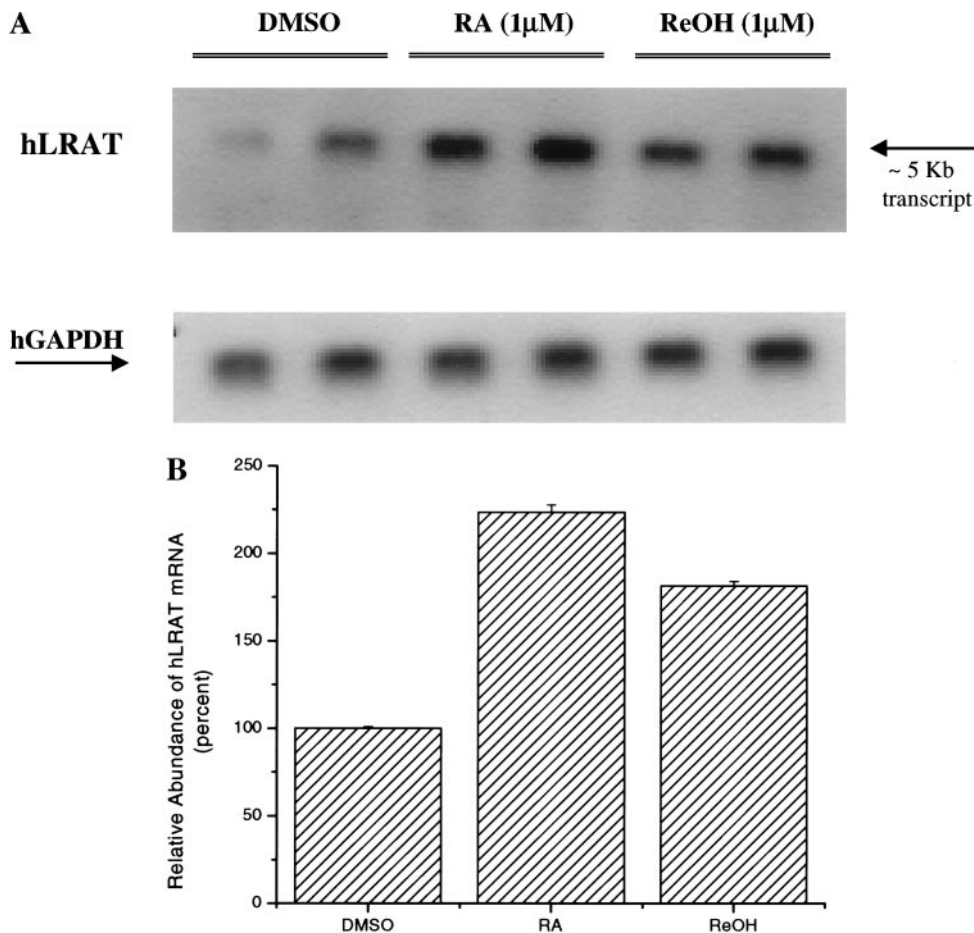 A
DMSO RA (1μM) ReOH (1μM)
hLRAT
~ 5 Kb
transcript
hGAPDH
B
Relative Abundance of hLRAT mRNA
(percent)
250
200
150
100
50
0
DMSO RA ReOH